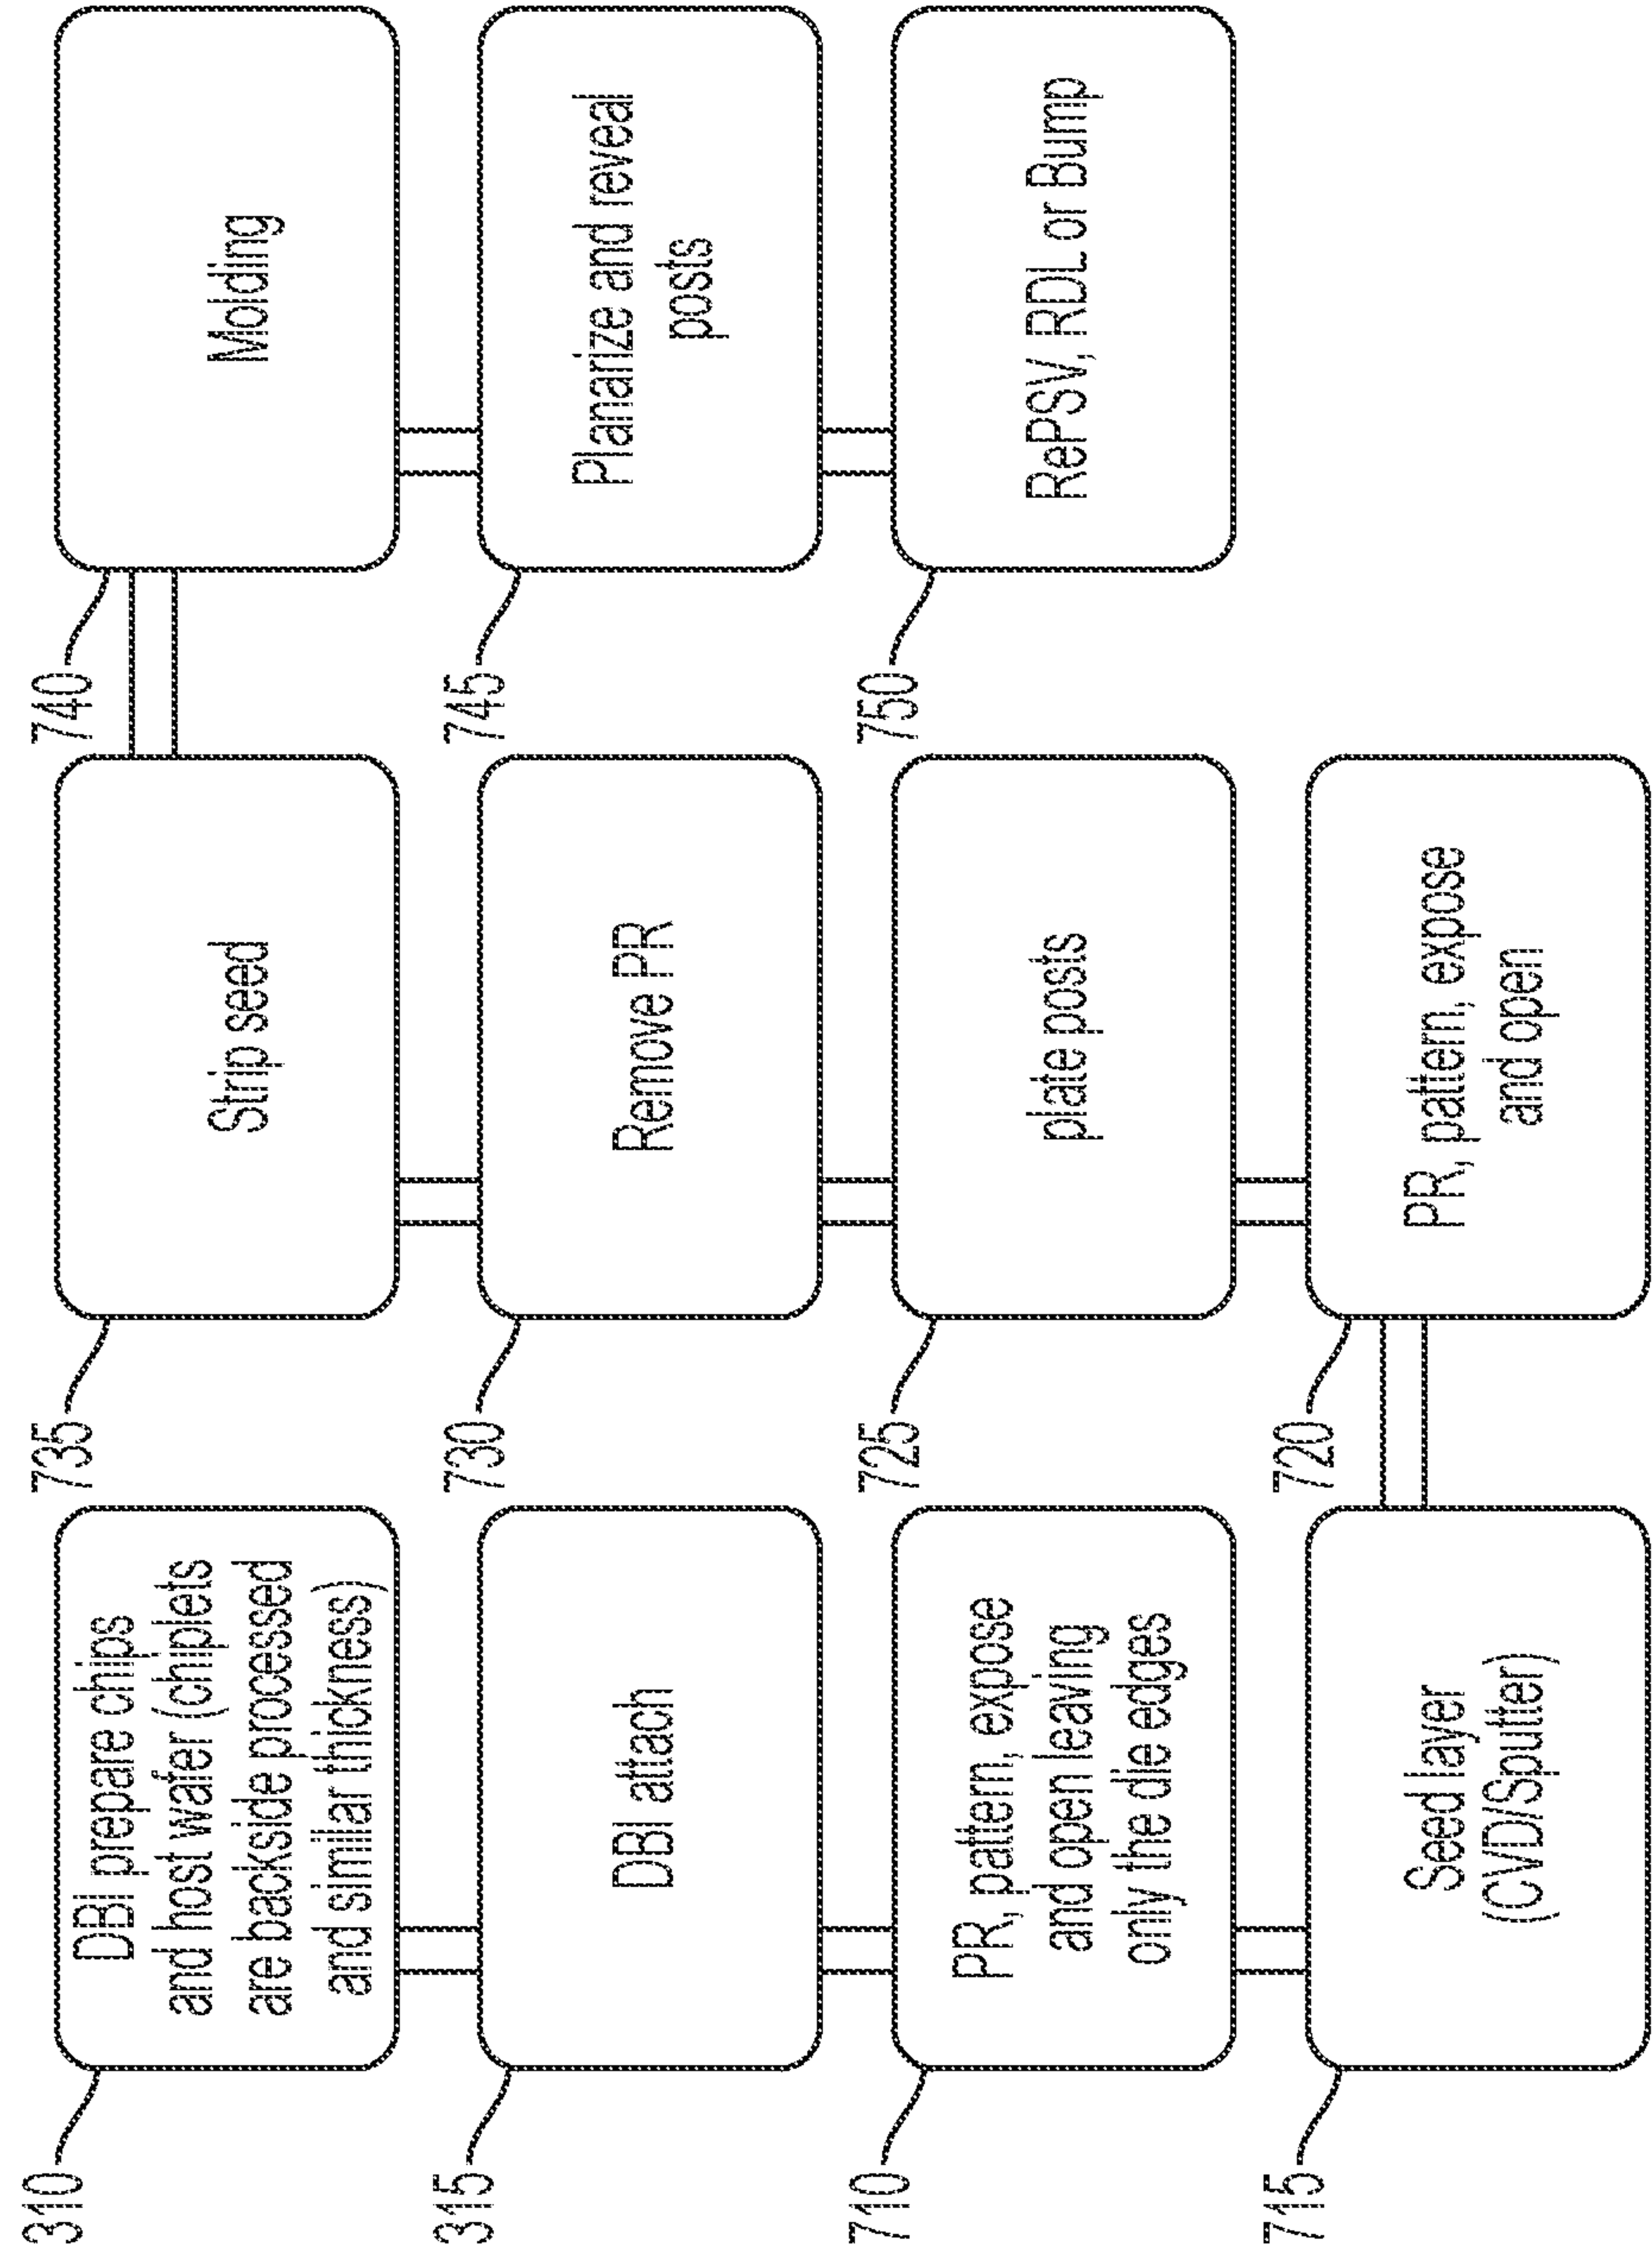 310
DBI prepare chips
and host wafer (chiplets
are backside processed
and similar thickness)
315
DBI attach
710
PR, pattern, expose
and open leaving
only the die edges
715
Seed layer
(CVD/Sputter)
720
PR, pattern, expose
and open
725
plate posts
730
Remove PR
735
Strip seed
740
Molding
745
Planarize and reveal
posts
750
RePSV, RDL or Bump